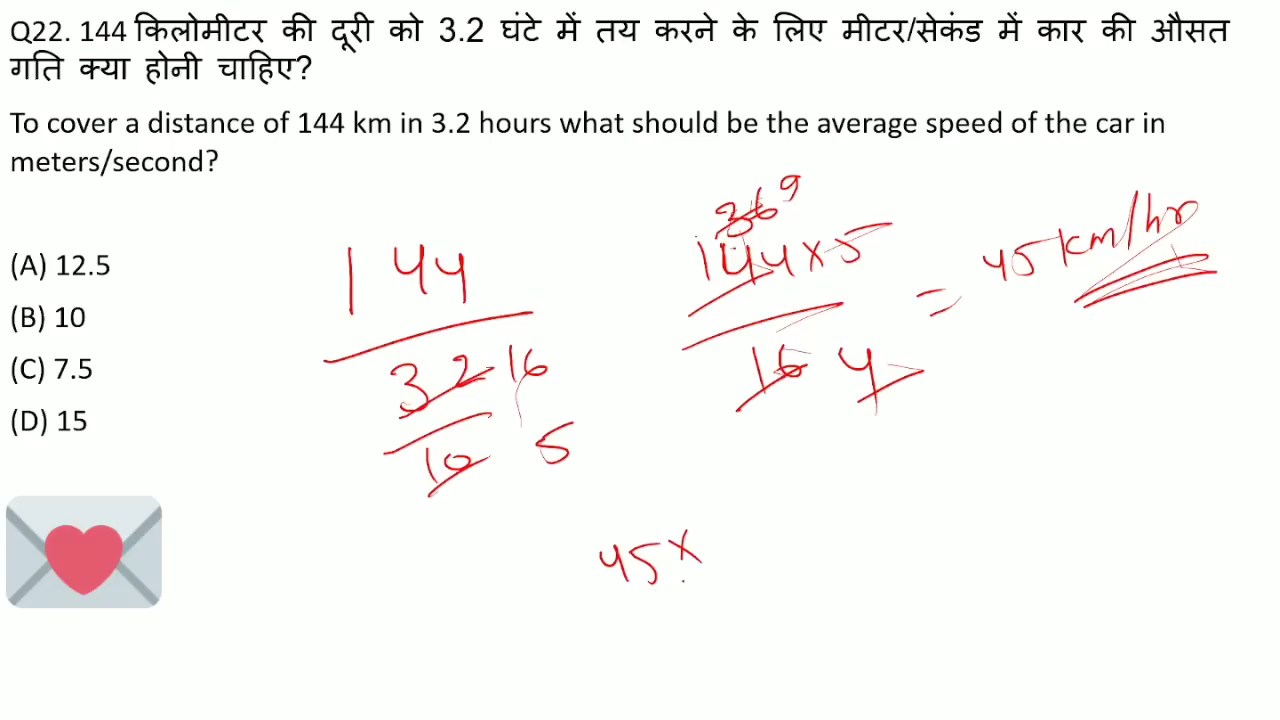 Q22. 144 किलोमीटर की दूरी को 3.2 घंटे में तय करने के लिए मीटर/सेकंड में कार की औसत
गति क्या होनी चाहिए?
To cover a distance of 144 km in 3.2 hours what should be the average speed of the car in
meters/second?
(A) 12.5
(B) 10
(C) 7.5
(D) 15
144
32 16
10 5
36 9
144×5
16 4
= 45 km/hr
45×